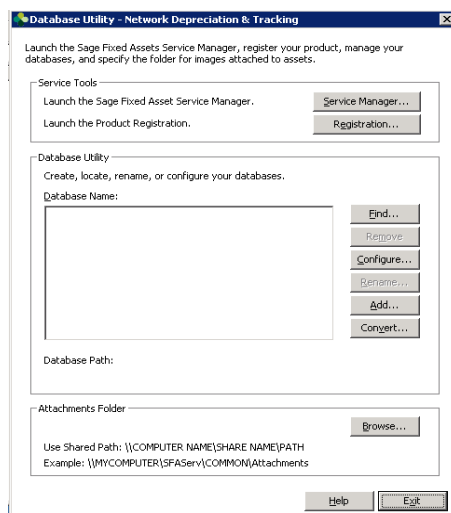 Database Utility - Network Depreciation & Tracking
Launch the Sage Fixed Assets Service Manager, register your product, manage your
databases, and specify the folder for images attached to assets.
Service Tools
Launch the Sage Fixed Asset Service Manager.
Service Manager...
Launch the Product Registration.
Registration...
Database Utility
Create, locate, rename, or configure your databases.
Database Name:
Find...
Remove
Configure...
Rename...
Add...
Convert...
Database Path:
Attachments Folder
Browse...
Use Shared Path: \\COMPUTER NAME\SHARE NAME\PATH
Example: \\MYCOMPUTER\SFAServ\COMMON\Attachments
Help
Exit